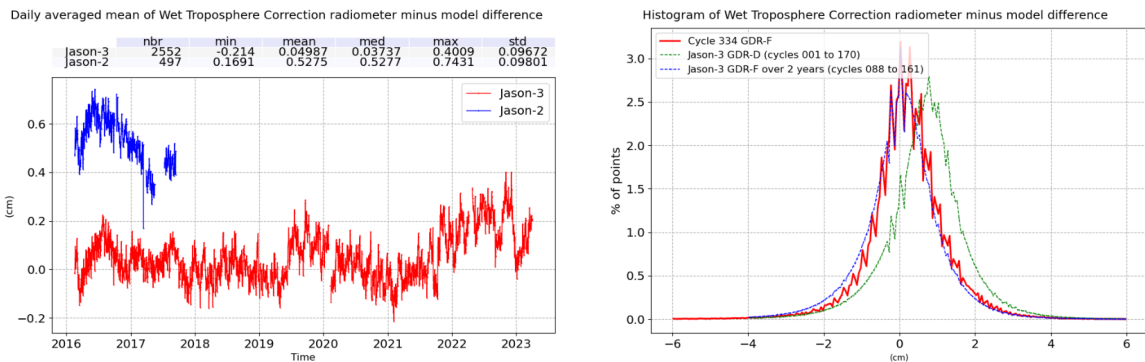 Daily averaged mean of Wet Troposphere Correction radiometer minus model difference
nbr min mean med max std
Jason-3 2552 -0.214 0.04987 0.03737 0.4009 0.09672
Jason-2 497 0.1691 0.5275 0.5277 0.7431 0.09801
Jason-3
Jason-2
0.6
0.4
0.2
0.0
−0.2
(cm)
2016 2017 2018 2019 2020 2021 2022 2023
Time
Histogram of Wet Troposphere Correction radiometer minus model difference
Cycle 334 GDR-F
Jason-3 GDR-D (cycles 001 to 170)
Jason-3 GDR-F over 2 years (cycles 088 to 161)
3.0
2.5
2.0
1.5
1.0
0.5
0.0
% of points
−6 −4 −2 0 2 4 6
(cm)